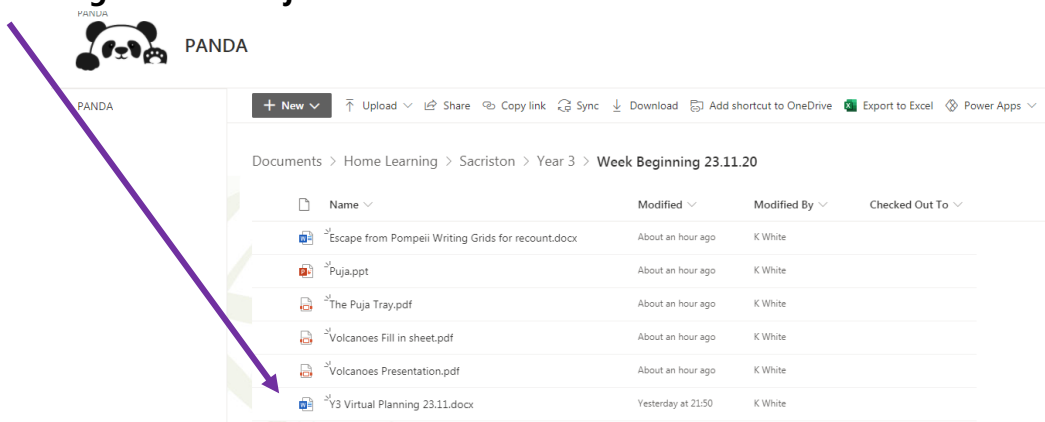 PANDA
PANDA
PANDA
New Upload Share Copy link Sync Download Add shortcut to OneDrive Export to Excel Power Apps
Documents > Home Learning > Sacriston > Year 3 > Week Beginning 23.11.20
Name Modified Modified By Checked Out To
Escape from Pompeii Writing Grids for recount.docx About an hour ago K White
Puja.ppt About an hour ago K White
The Puja Tray.pdf About an hour ago K White
Volcanoes Fill in sheet.pdf About an hour ago K White
Volcanoes Presentation.pdf About an hour ago K White
Y3 Virtual Planning 23.11.docx Yesterday at 21:50 K White